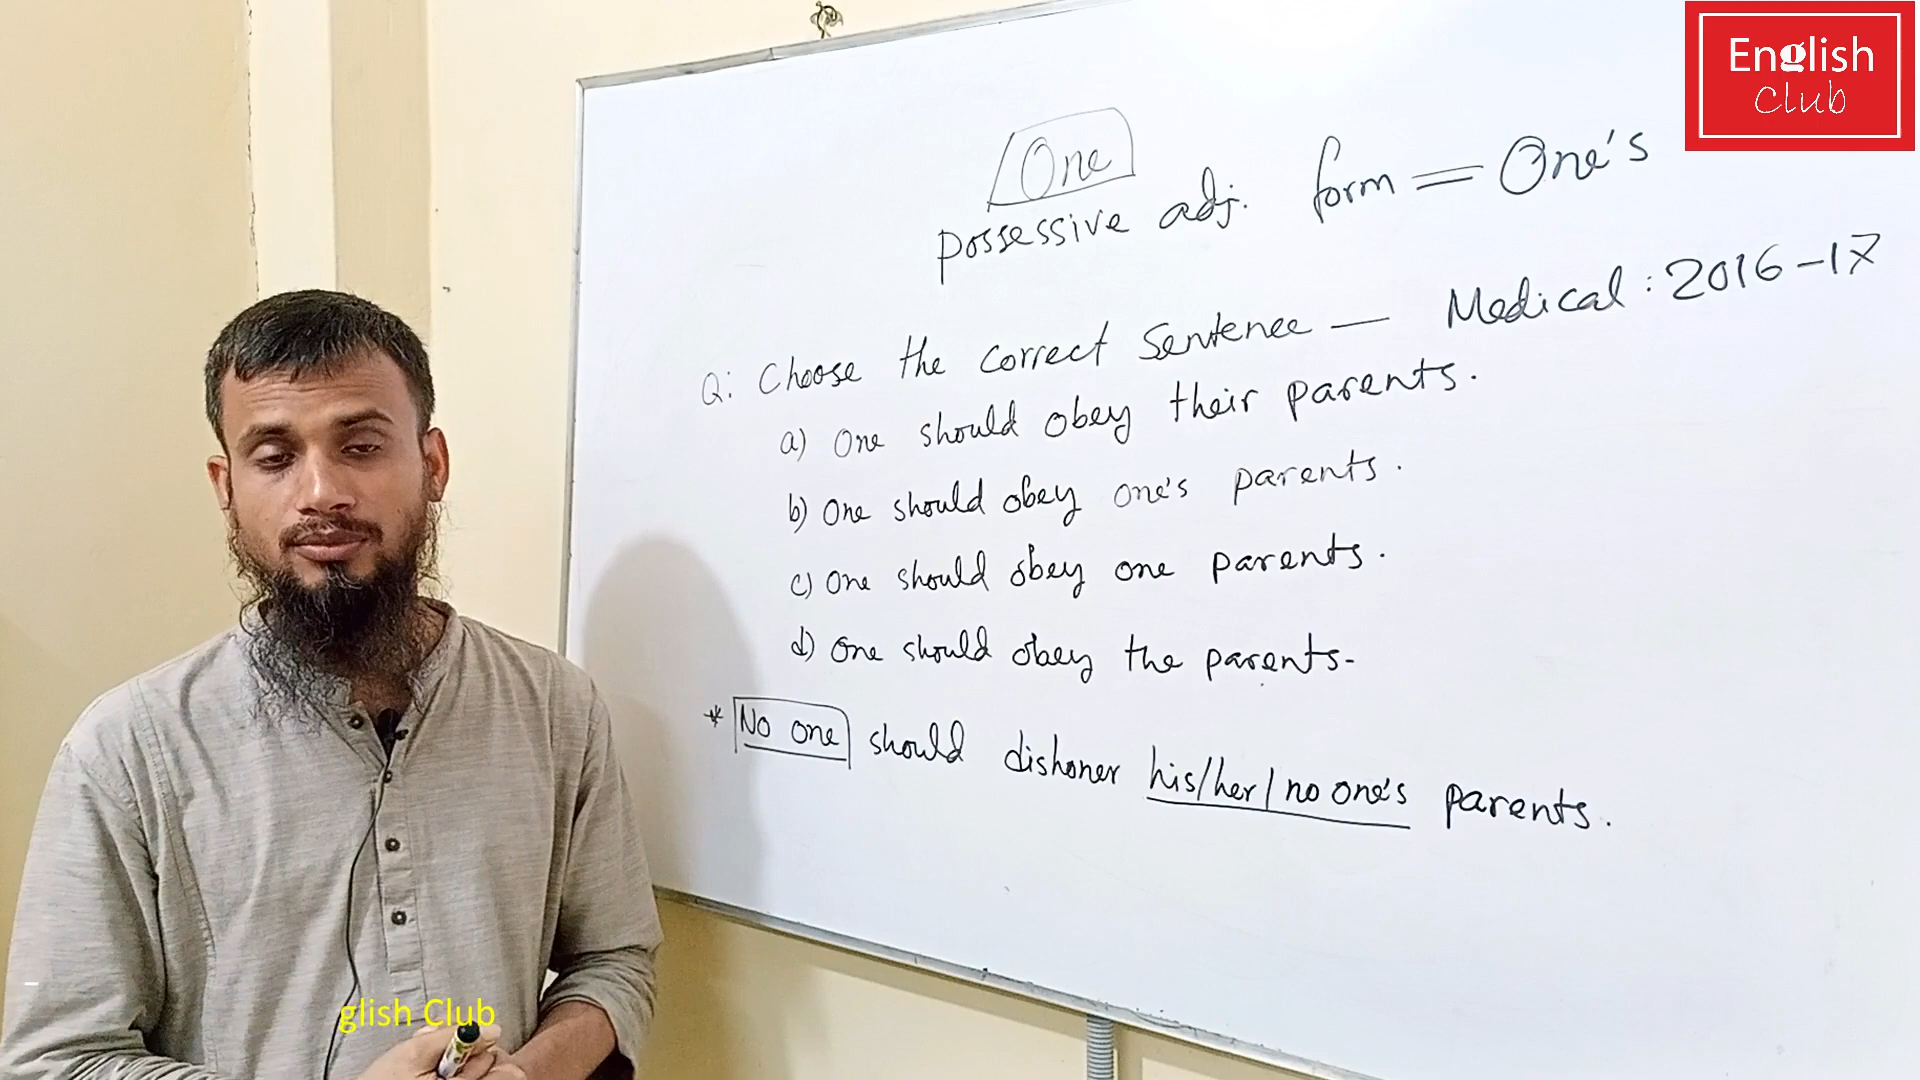 English
Club
One
possessive adj. form = One's
Q: Choose the correct Sentence — Medical : 2016-17
a) One should obey their parents.
b) One should obey one's parents.
c) One should obey one parents.
d) One should obey the parents-
* No one should dishoner his/her/no one's parents.
glish Club